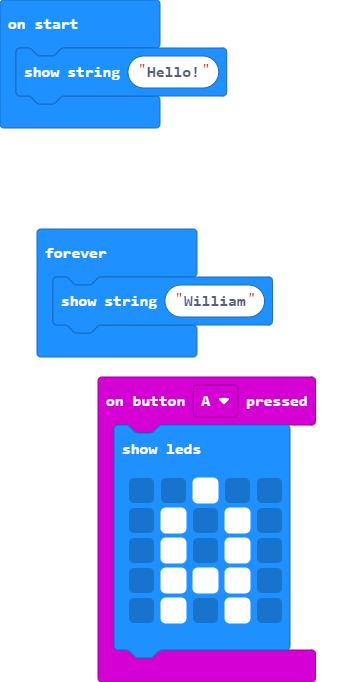 on start
show string "Hello!"
forever
show string "William"
on button A pressed
show leds